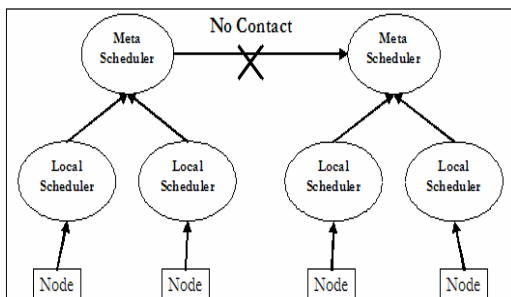 No Contact
Meta
Scheduler
Meta
Scheduler
Local
Scheduler
Local
Scheduler
Local
Scheduler
Local
Scheduler
Node
Node
Node
Node